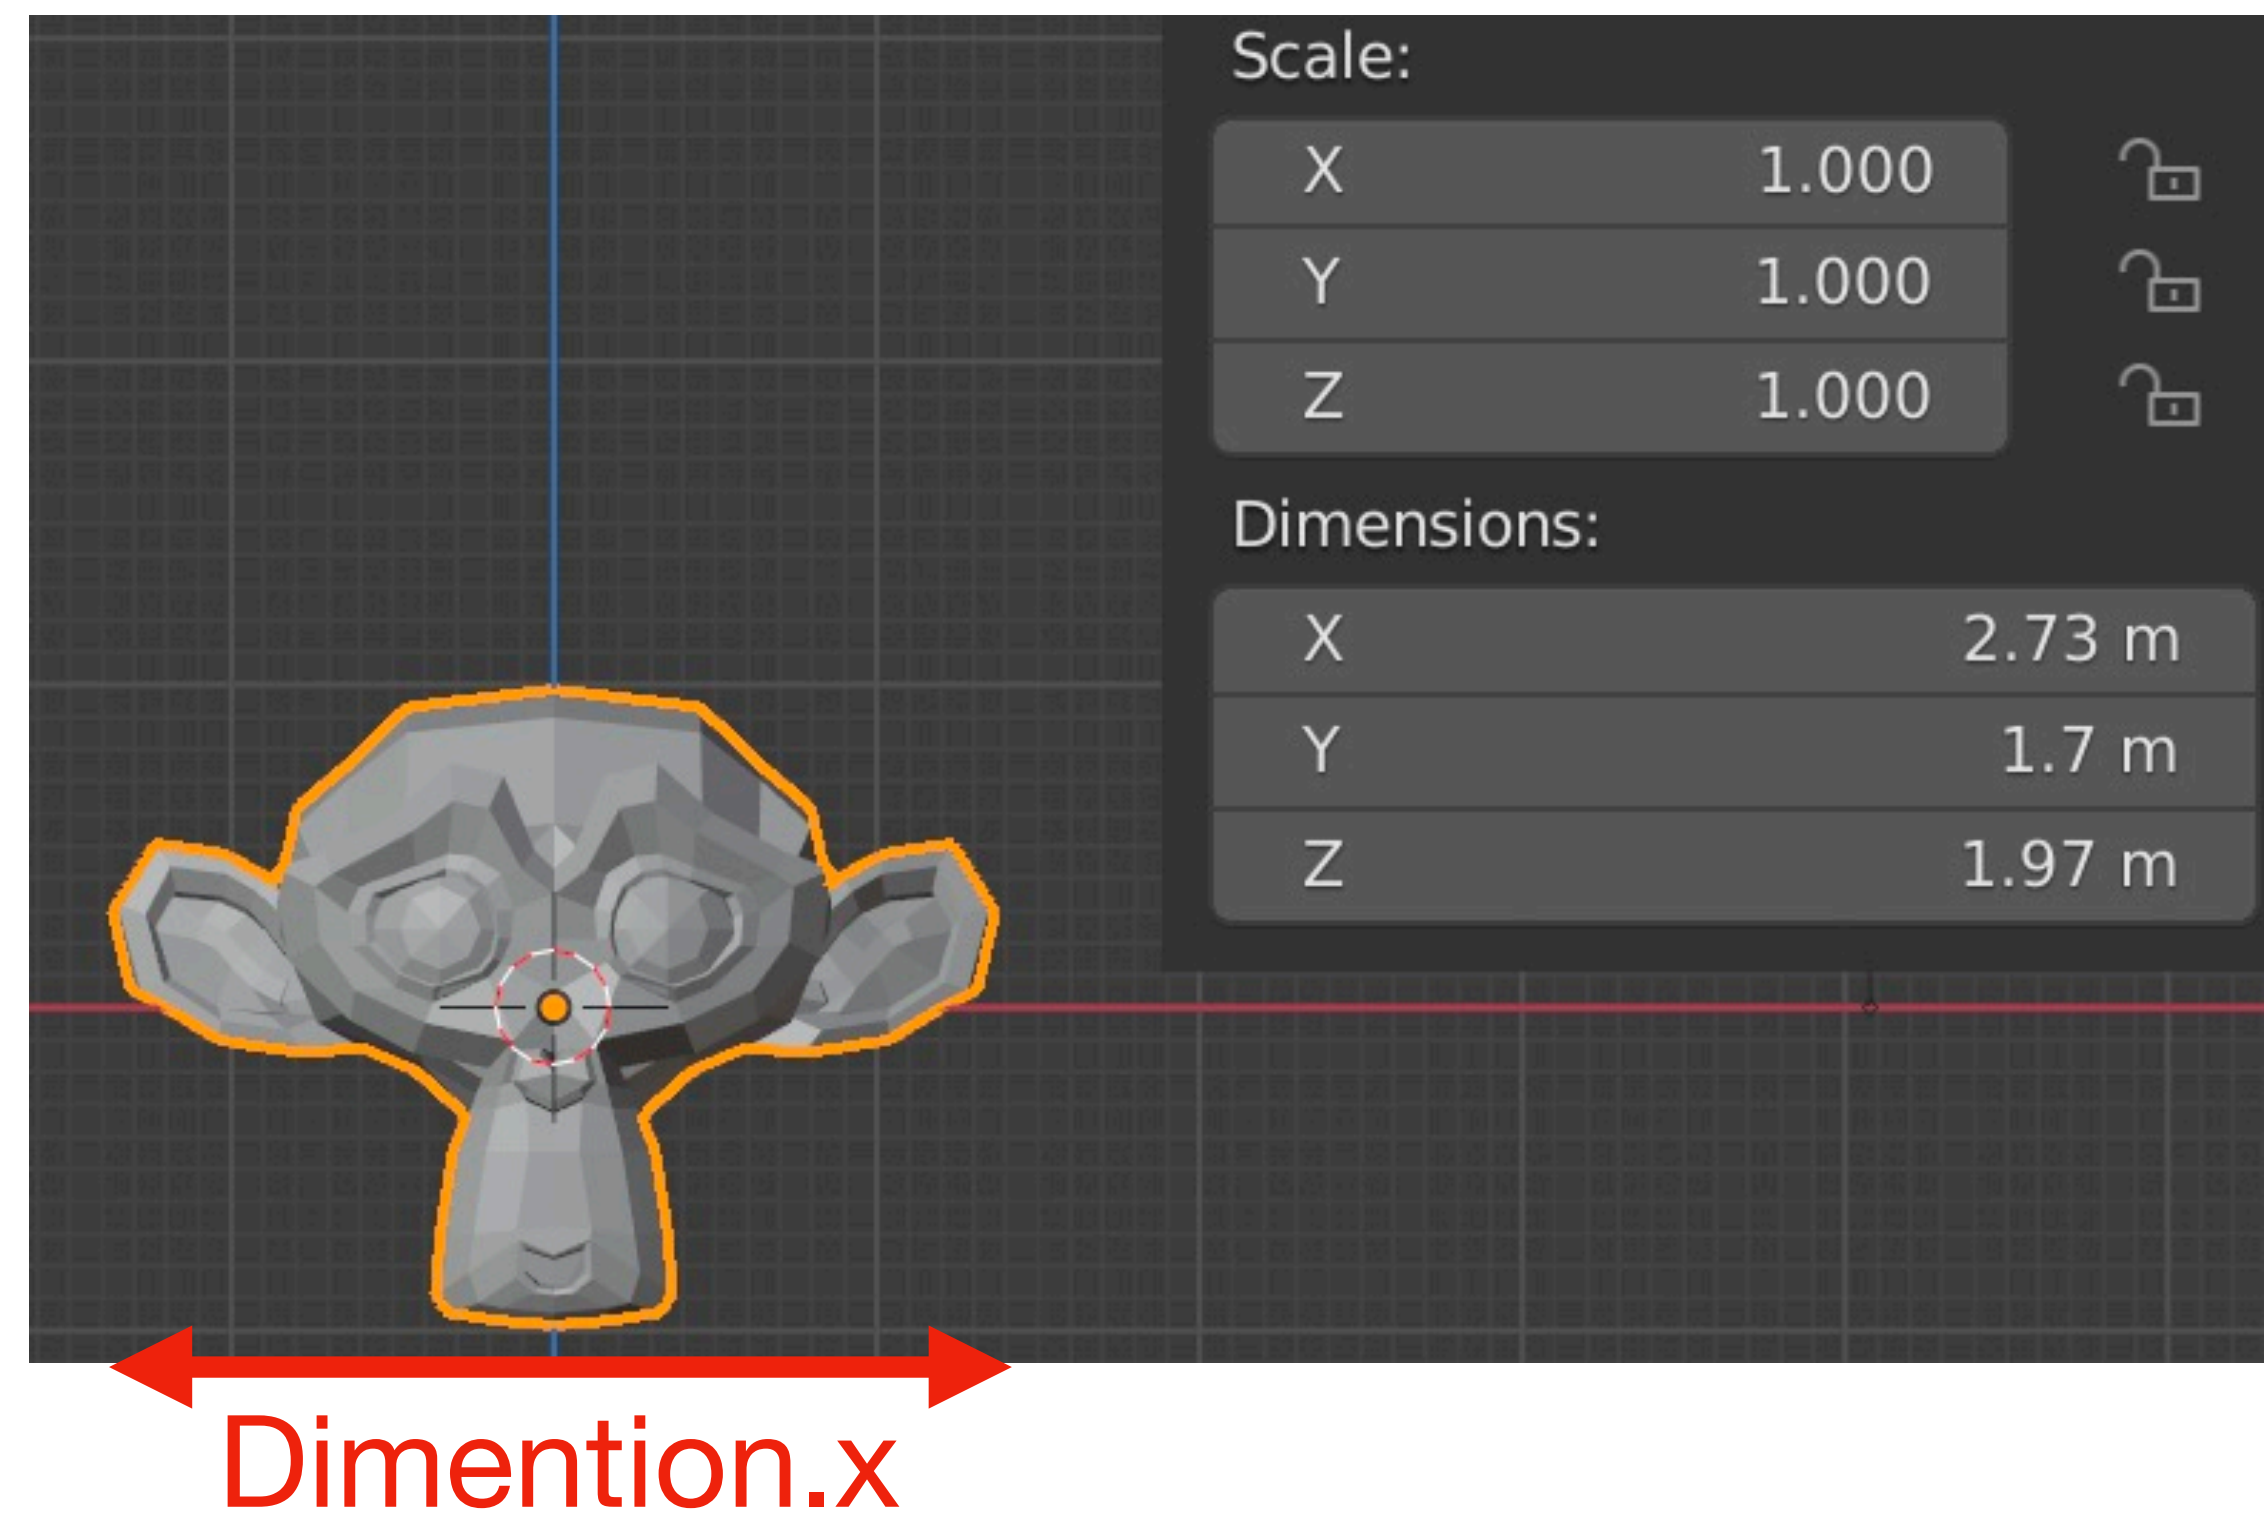 Scale:
X 1.000
Y 1.000
Z 1.000
Dimensions:
X 2.73 m
Y 1.7 m
Z 1.97 m
Dimention.x